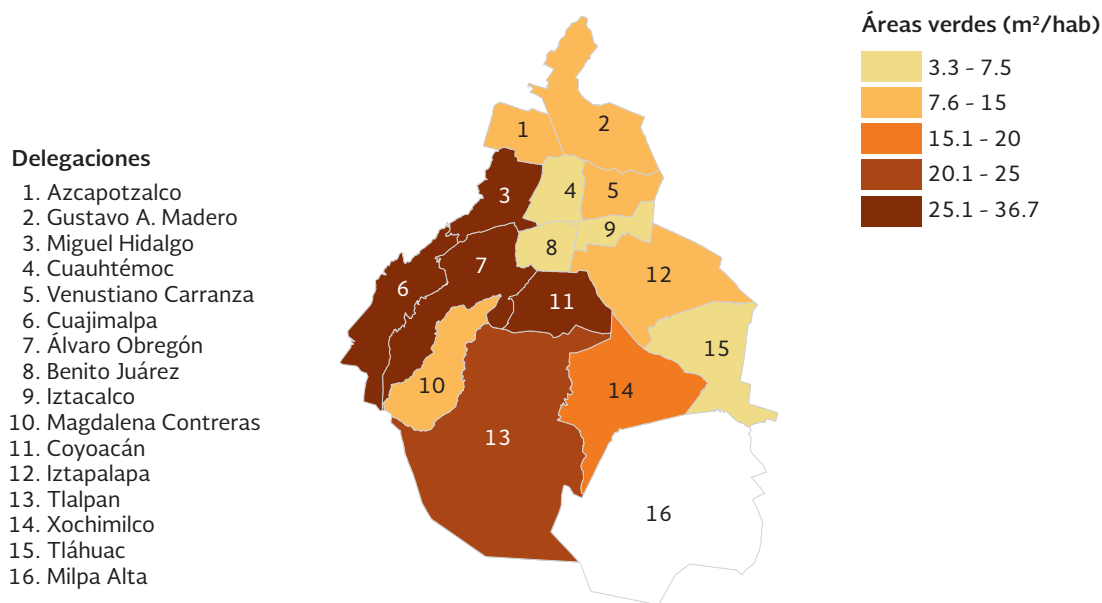 Áreas verdes (m²/hab)
3.3 - 7.5
7.6 - 15
15.1 - 20
20.1 - 25
25.1 - 36.7
Delegaciones
1. Azcapotzalco
2. Gustavo A. Madero
3. Miguel Hidalgo
4. Cuauhtémoc
5. Venustiano Carranza
6. Cuajimalpa
7. Álvaro Obregón
8. Benito Juárez
9. Iztacalco
10. Magdalena Contreras
11. Coyoacán
12. Iztapalapa
13. Tlalpan
14. Xochimilco
15. Tláhuac
16. Milpa Alta
1
2
3
4
5
9
8
7
12
6
11
15
10
14
13
16